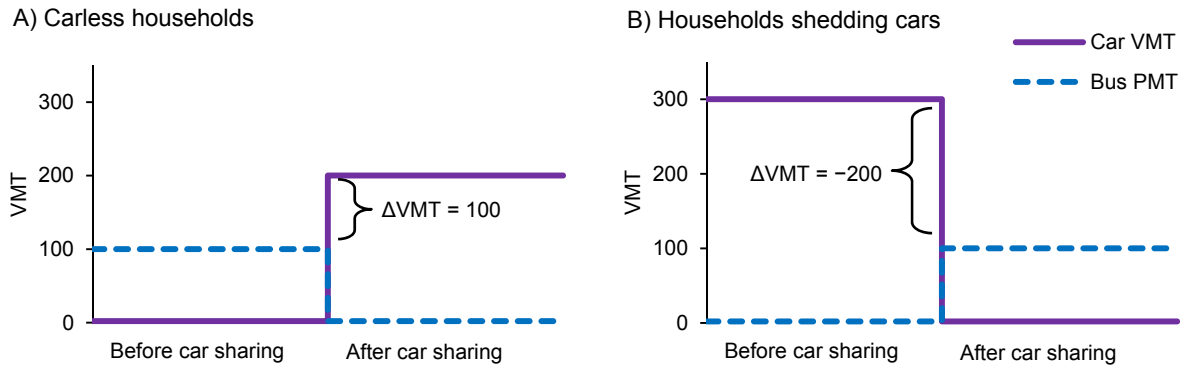 A) Carless households
VMT
300
200
100
0
ΔVMT = 100
Before car sharing
After car sharing
B) Households shedding cars
Car VMT
Bus PMT
VMT
300
200
100
0
ΔVMT = −200
Before car sharing
After car sharing